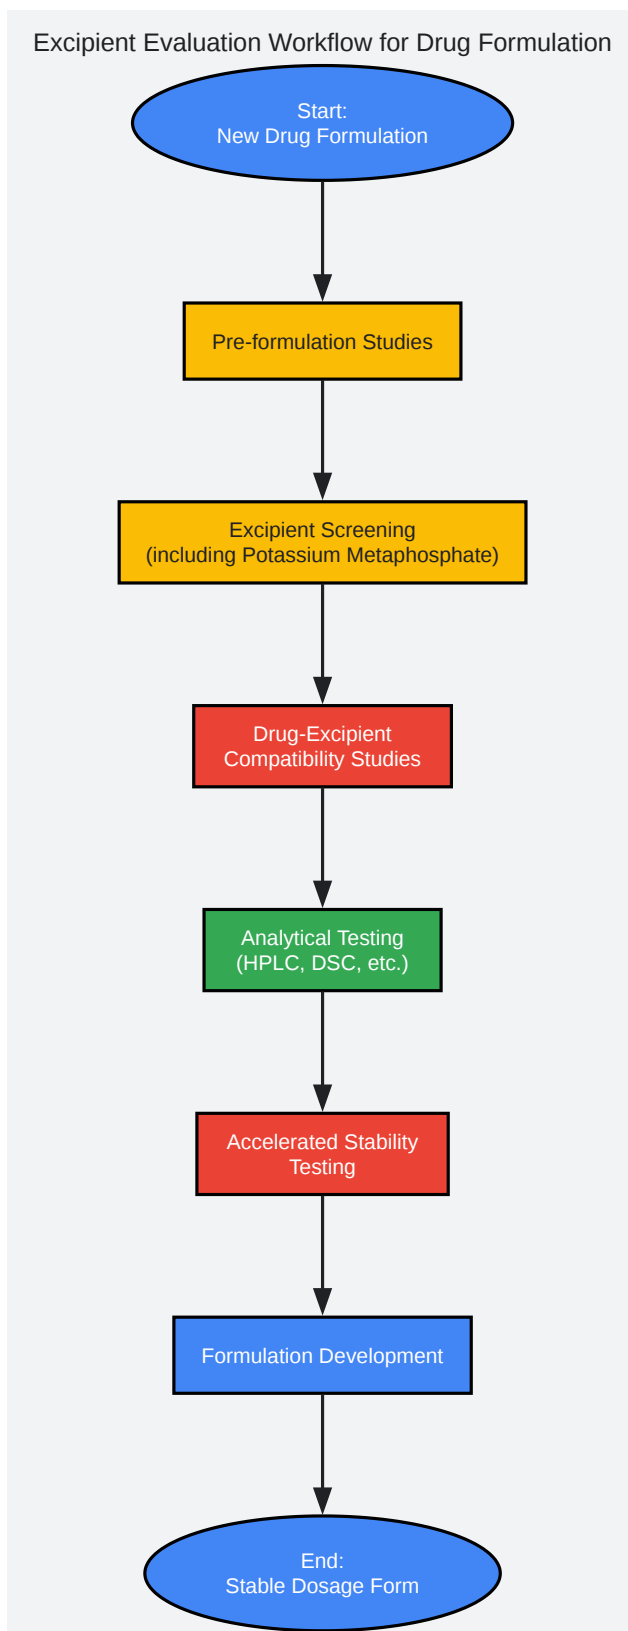 Excipient Evaluation Workflow for Drug Formulation
Start:
New Drug Formulation
Pre-formulation Studies
Excipient Screening
(including Potassium Metaphosphate)
Drug-Excipient
Compatibility Studies
Analytical Testing
(HPLC, DSC, etc.)
Accelerated Stability
Testing
Formulation Development
End:
Stable Dosage Form